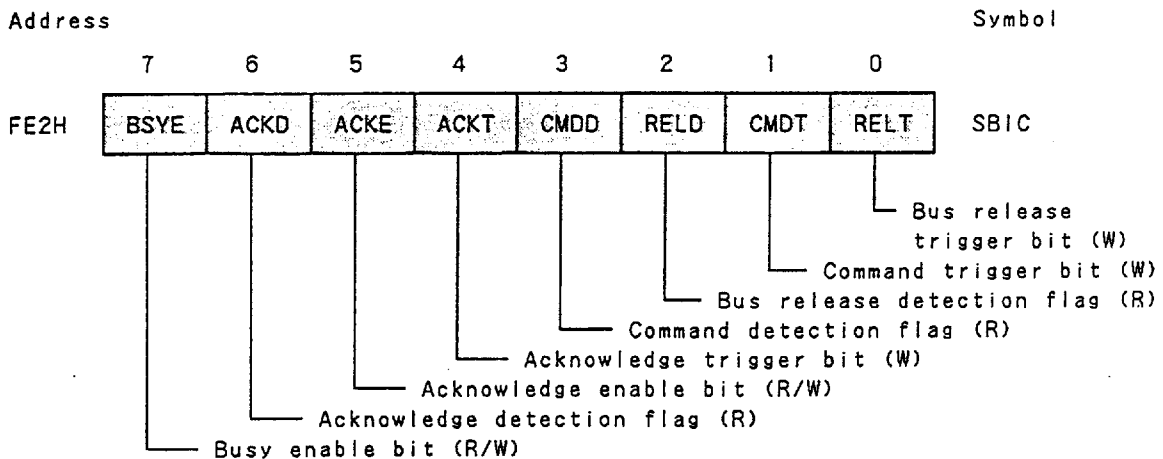 Address Symbol
7 6 5 4 3 2 1 0
FE2H BSYE ACKD ACKE ACKT CMDD RELD CMDT RELT SBIC
Bus release
trigger bit (W)
Command trigger bit (W)
Bus release detection flag (R)
Command detection flag (R)
Acknowledge trigger bit (W)
Acknowledge enable bit (R/W)
Acknowledge detection flag (R)
Busy enable bit (R/W)